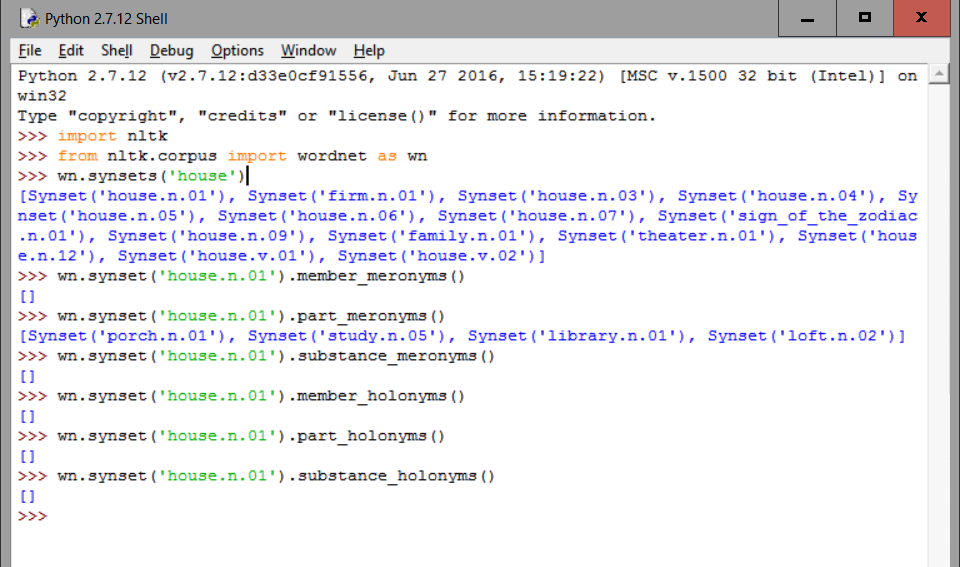 Python 2.7.12 Shell
File Edit Shell Debug Options Window Help
Python 2.7.12 (v2.7.12:d33e0cf91556, Jun 27 2016, 15:19:22) [MSC v.1500 32 bit (Intel)] on
win32
Type "copyright", "credits" or "license()" for more information.
>>> import nltk
>>> from nltk.corpus import wordnet as wn
>>> wn.synsets('house')
[Synset('house.n.01'), Synset('firm.n.01'), Synset('house.n.03'), Synset('house.n.04'), Sy
nset('house.n.05'), Synset('house.n.06'), Synset('house.n.07'), Synset('sign_of_the_zodiac
.n.01'), Synset('house.n.09'), Synset('family.n.01'), Synset('theater.n.01'), Synset('hous
e.n.12'), Synset('house.v.01'), Synset('house.v.02')]
>>> wn.synset('house.n.01').member_meronyms()
[]
>>> wn.synset('house.n.01').part_meronyms()
[Synset('porch.n.01'), Synset('study.n.05'), Synset('library.n.01'), Synset('loft.n.02')]
>>> wn.synset('house.n.01').substance_meronyms()
[]
>>> wn.synset('house.n.01').member_holonyms()
[]
>>> wn.synset('house.n.01').part_holonyms()
[]
>>> wn.synset('house.n.01').substance_holonyms()
[]
>>>